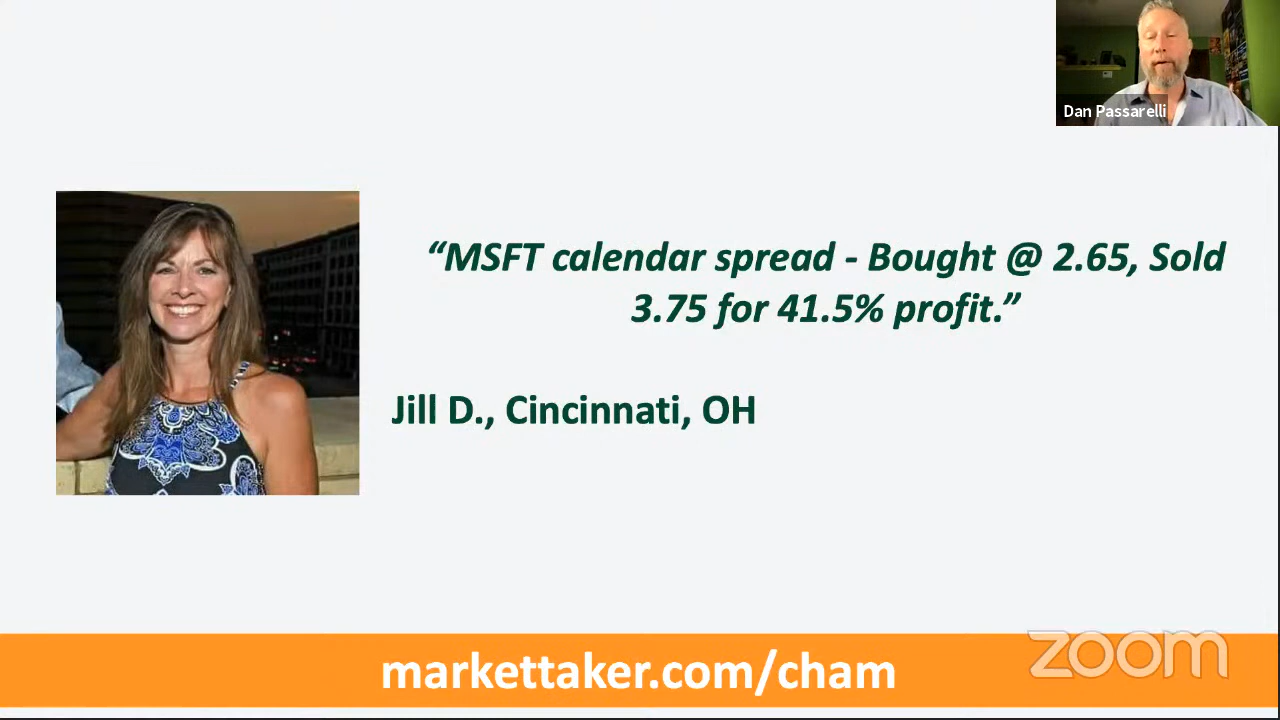 Dan Passarelli
“MSFT calendar spread - Bought @ 2.65, Sold
3.75 for 41.5% profit.”
Jill D., Cincinnati, OH
markettaker.com/cham
zoom